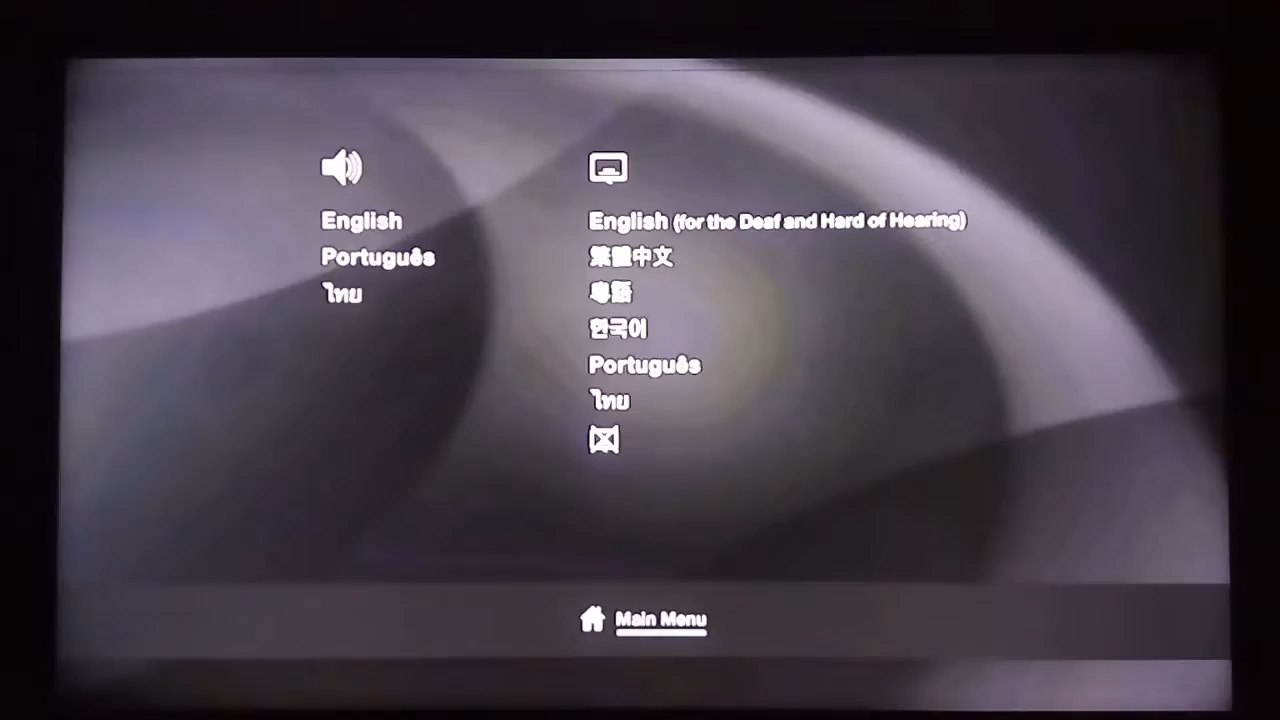 English
Português
ไทย
English (for the Deaf and Hard of Hearing)
繁體中文
粵語
한국어
Português
ไทย
Main Menu